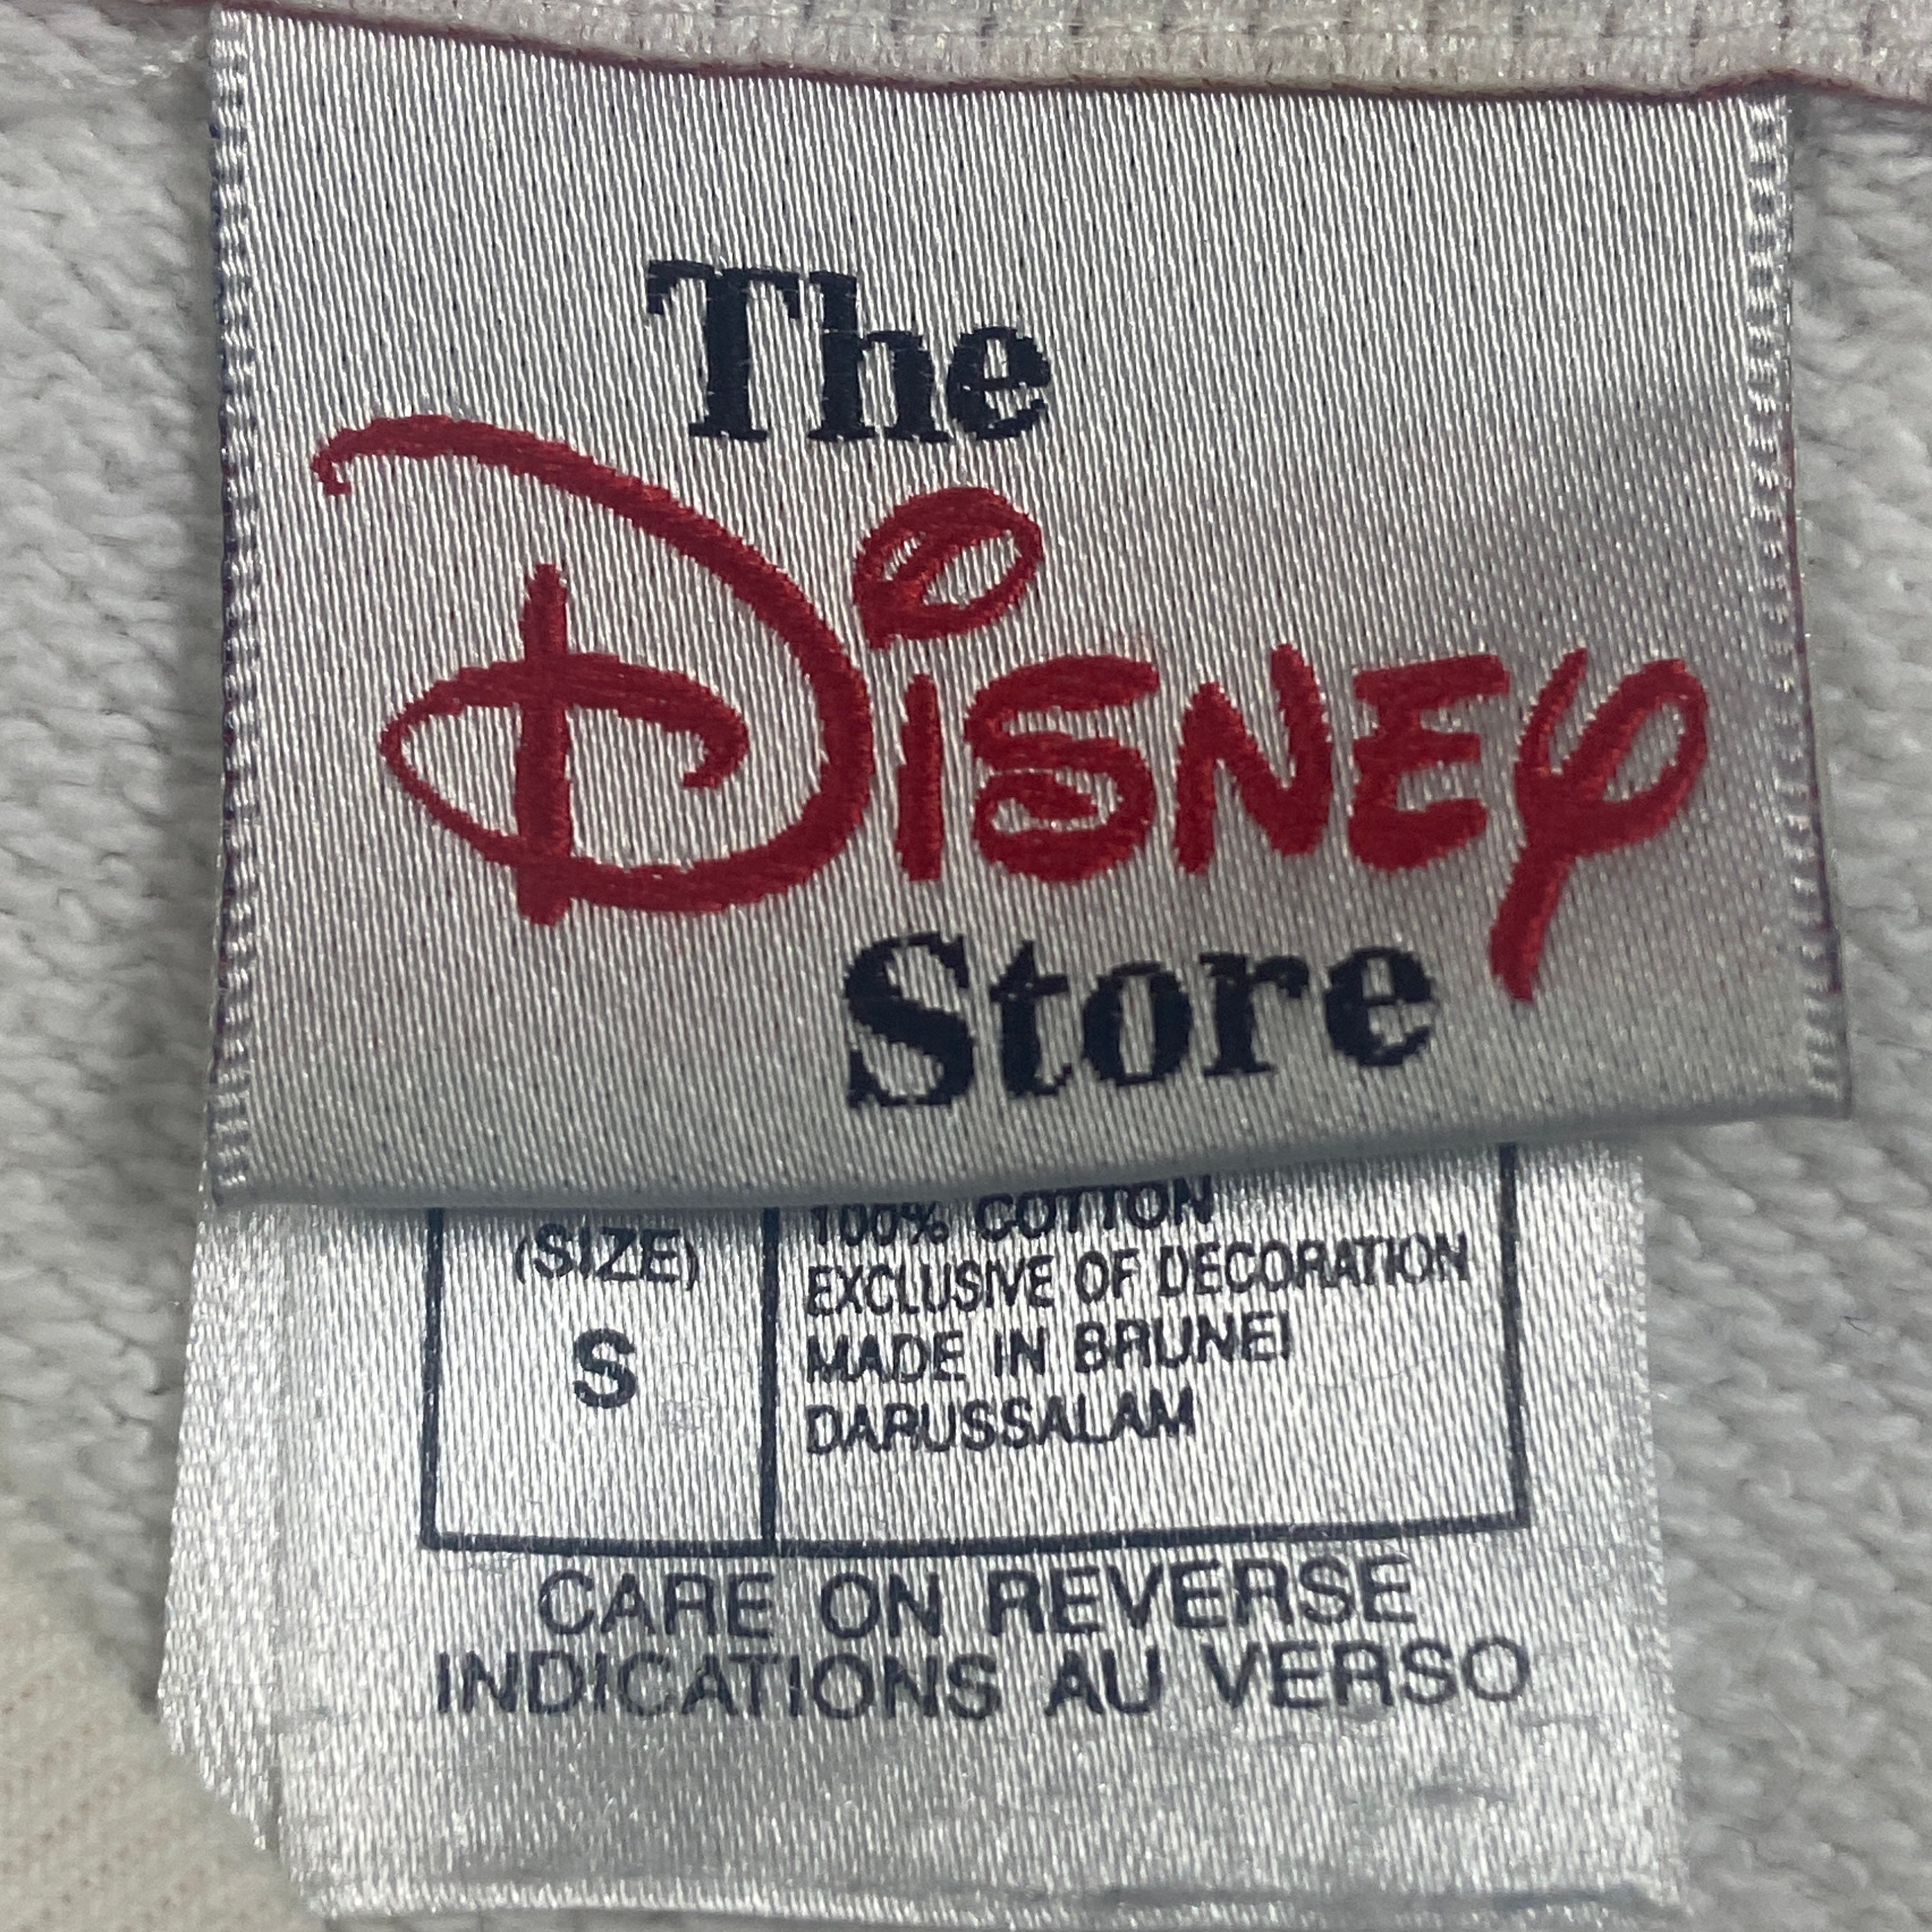 The
Disney
Store
(SIZE)
S
100% COTTON
EXCLUSIVE OF DECORATION
MADE IN BRUNEI
DARUSSALAM
CARE ON REVERSE
INDICATIONS AU VERSO